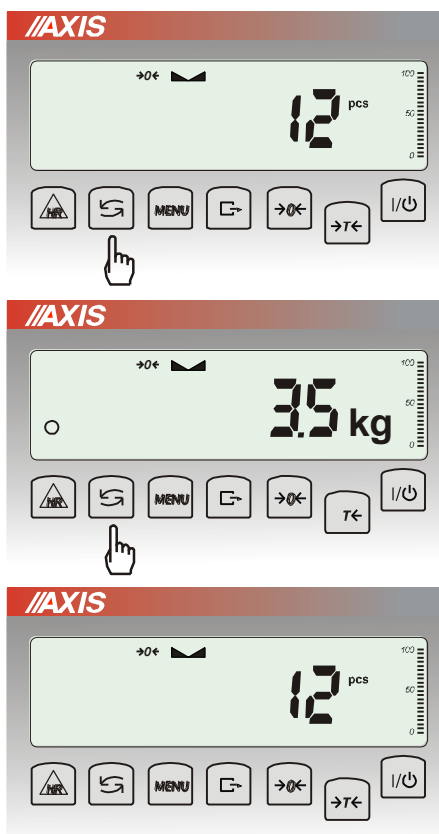 //AXIS
→0← 100
12 pcs 50
0
HR MENU →0← →T← I/⏻
//AXIS
→0← 100
3.5 kg 50
0
HR MENU →0← T← I/⏻
//AXIS
→0← 100
12 pcs 50
0
HR MENU →0← →T← I/⏻